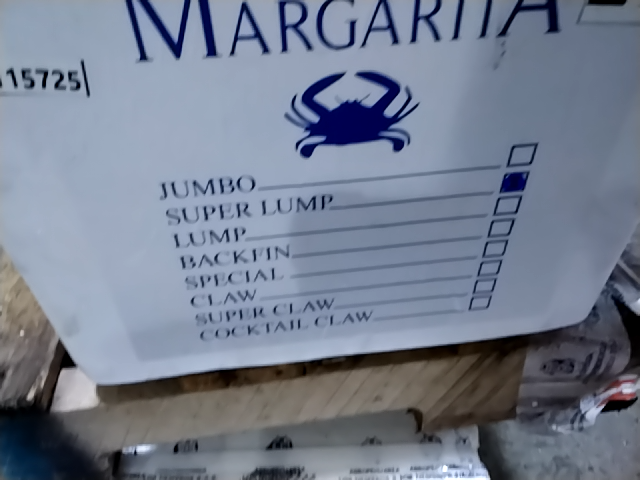 MARGARITA
15725
JUMBO
SUPER LUMP
LUMP
BACKFIN
SPECIAL
CLAW
SUPER CLAW
COCKTAIL CLAW